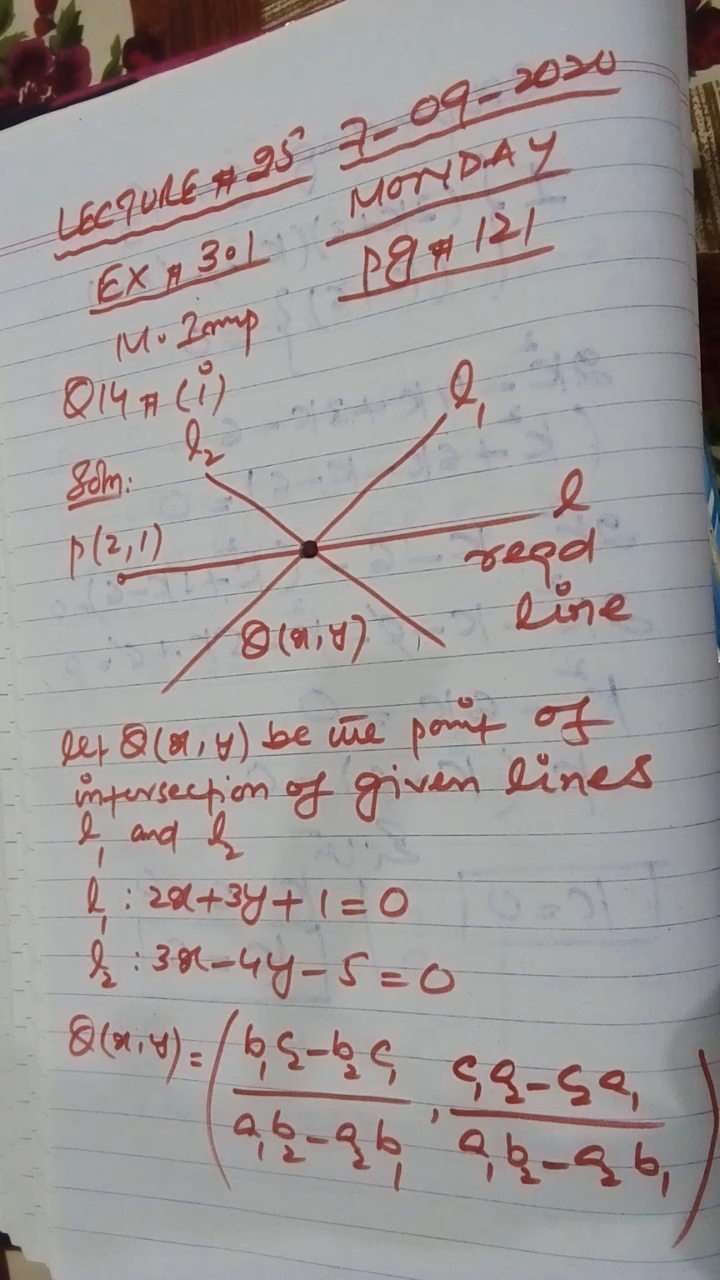 LECTURE # 25 7-09-2020
MONDAY
EX # 3.1 Pg # 121
M. Imp
Q14 # (i)
l₂ l₁
Soln:
P(2,1) l
reqd
line
Q(x,y)
let Q(x,y) be the point of
intersection of given lines
l₁ and l₂
l₁ : 2x+3y+1=0
l₂ : 3x-4y-5=0
Q(x,y) = ( (b₁c₂-b₂c₁)/(a₁b₂-a₂b₁) , (c₁a₂-c₂a₁)/(a₁b₂-a₂b₁) )